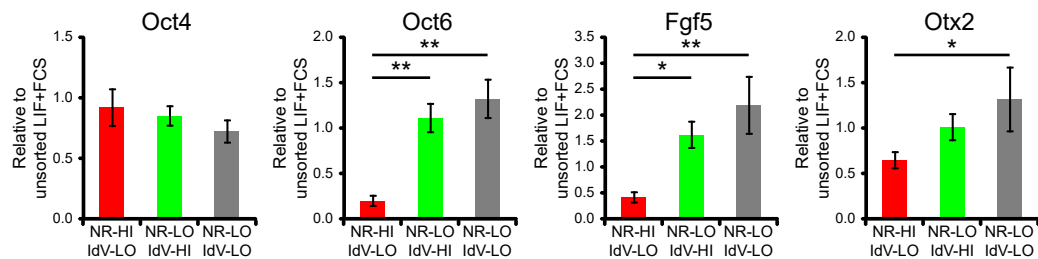 Oct4
Relative to
unsorted LIF+FCS
1.5
1.0
0.5
0.0
NR-HI NR-LO NR-LO
IdV-LO IdV-HI IdV-LO
Oct6
Relative to
unsorted LIF+FCS
2.0
1.5
1.0
0.5
0.0
**
**
NR-HI NR-LO NR-LO
IdV-LO IdV-HI IdV-LO
Fgf5
Relative to
unsorted LIF+FCS
3.5
3.0
2.5
2.0
1.5
1.0
0.5
0.0
**
*
NR-HI NR-LO NR-LO
IdV-LO IdV-HI IdV-LO
Otx2
Relative to
unsorted LIF+FCS
2.0
1.5
1.0
0.5
0.0
*
NR-HI NR-LO NR-LO
IdV-LO IdV-HI IdV-LO